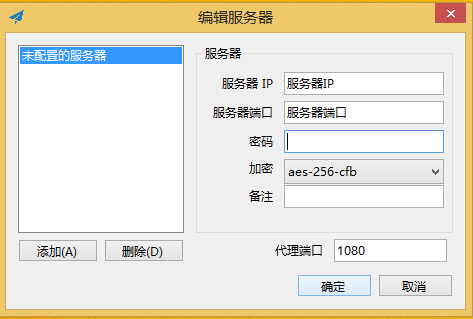 编辑服务器
未配置的服务器
服务器
服务器 IP 服务器IP
服务器端口 服务器端口
密码
加密 aes-256-cfb
备注
添加(A) 删除(D)
代理端口 1080
确定 取消